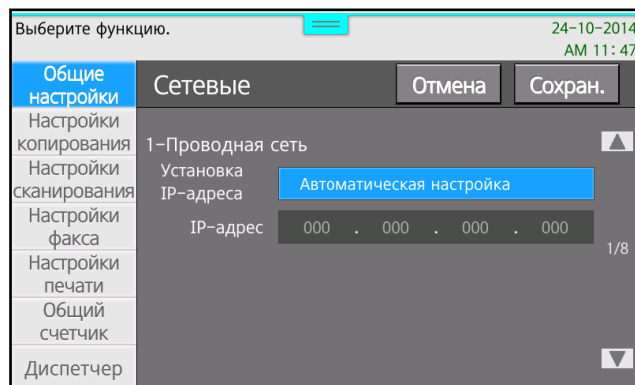 Выберите функцию.
24-10-2014
AM 11:47
Общие
настройки
Настройки
копирования
Настройки
сканирования
Настройки
факса
Настройки
печати
Общий
счетчик
Диспетчер
Сетевые
Отмена
Сохран.
1-Проводная сеть
Установка
IP-адреса
Автоматическая настройка
IP-адрес
000 . 000 . 000 . 000
1/8